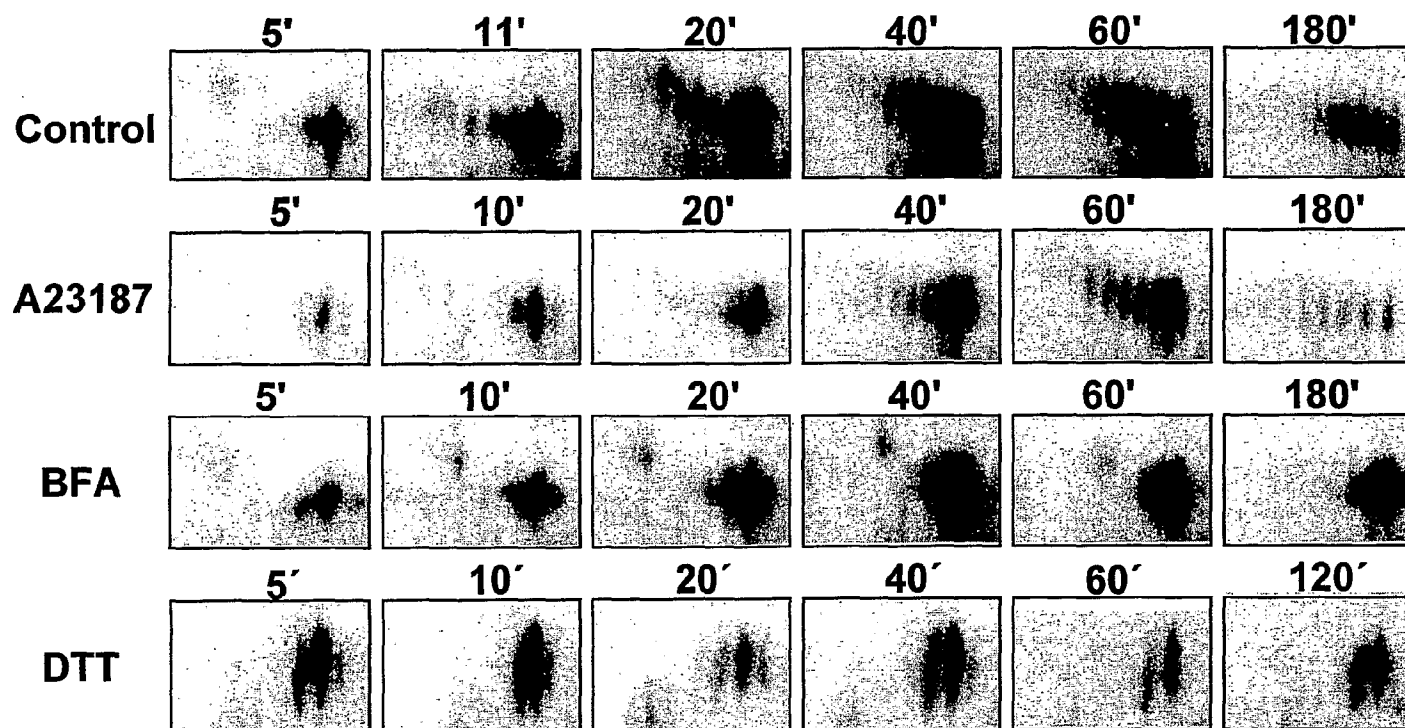 5' 11' 20' 40' 60' 180'
Control
5' 10' 20' 40' 60' 180'
A23187
5' 10' 20' 40' 60' 180'
BFA
5´ 10´ 20´ 40´ 60´ 120´
DTT